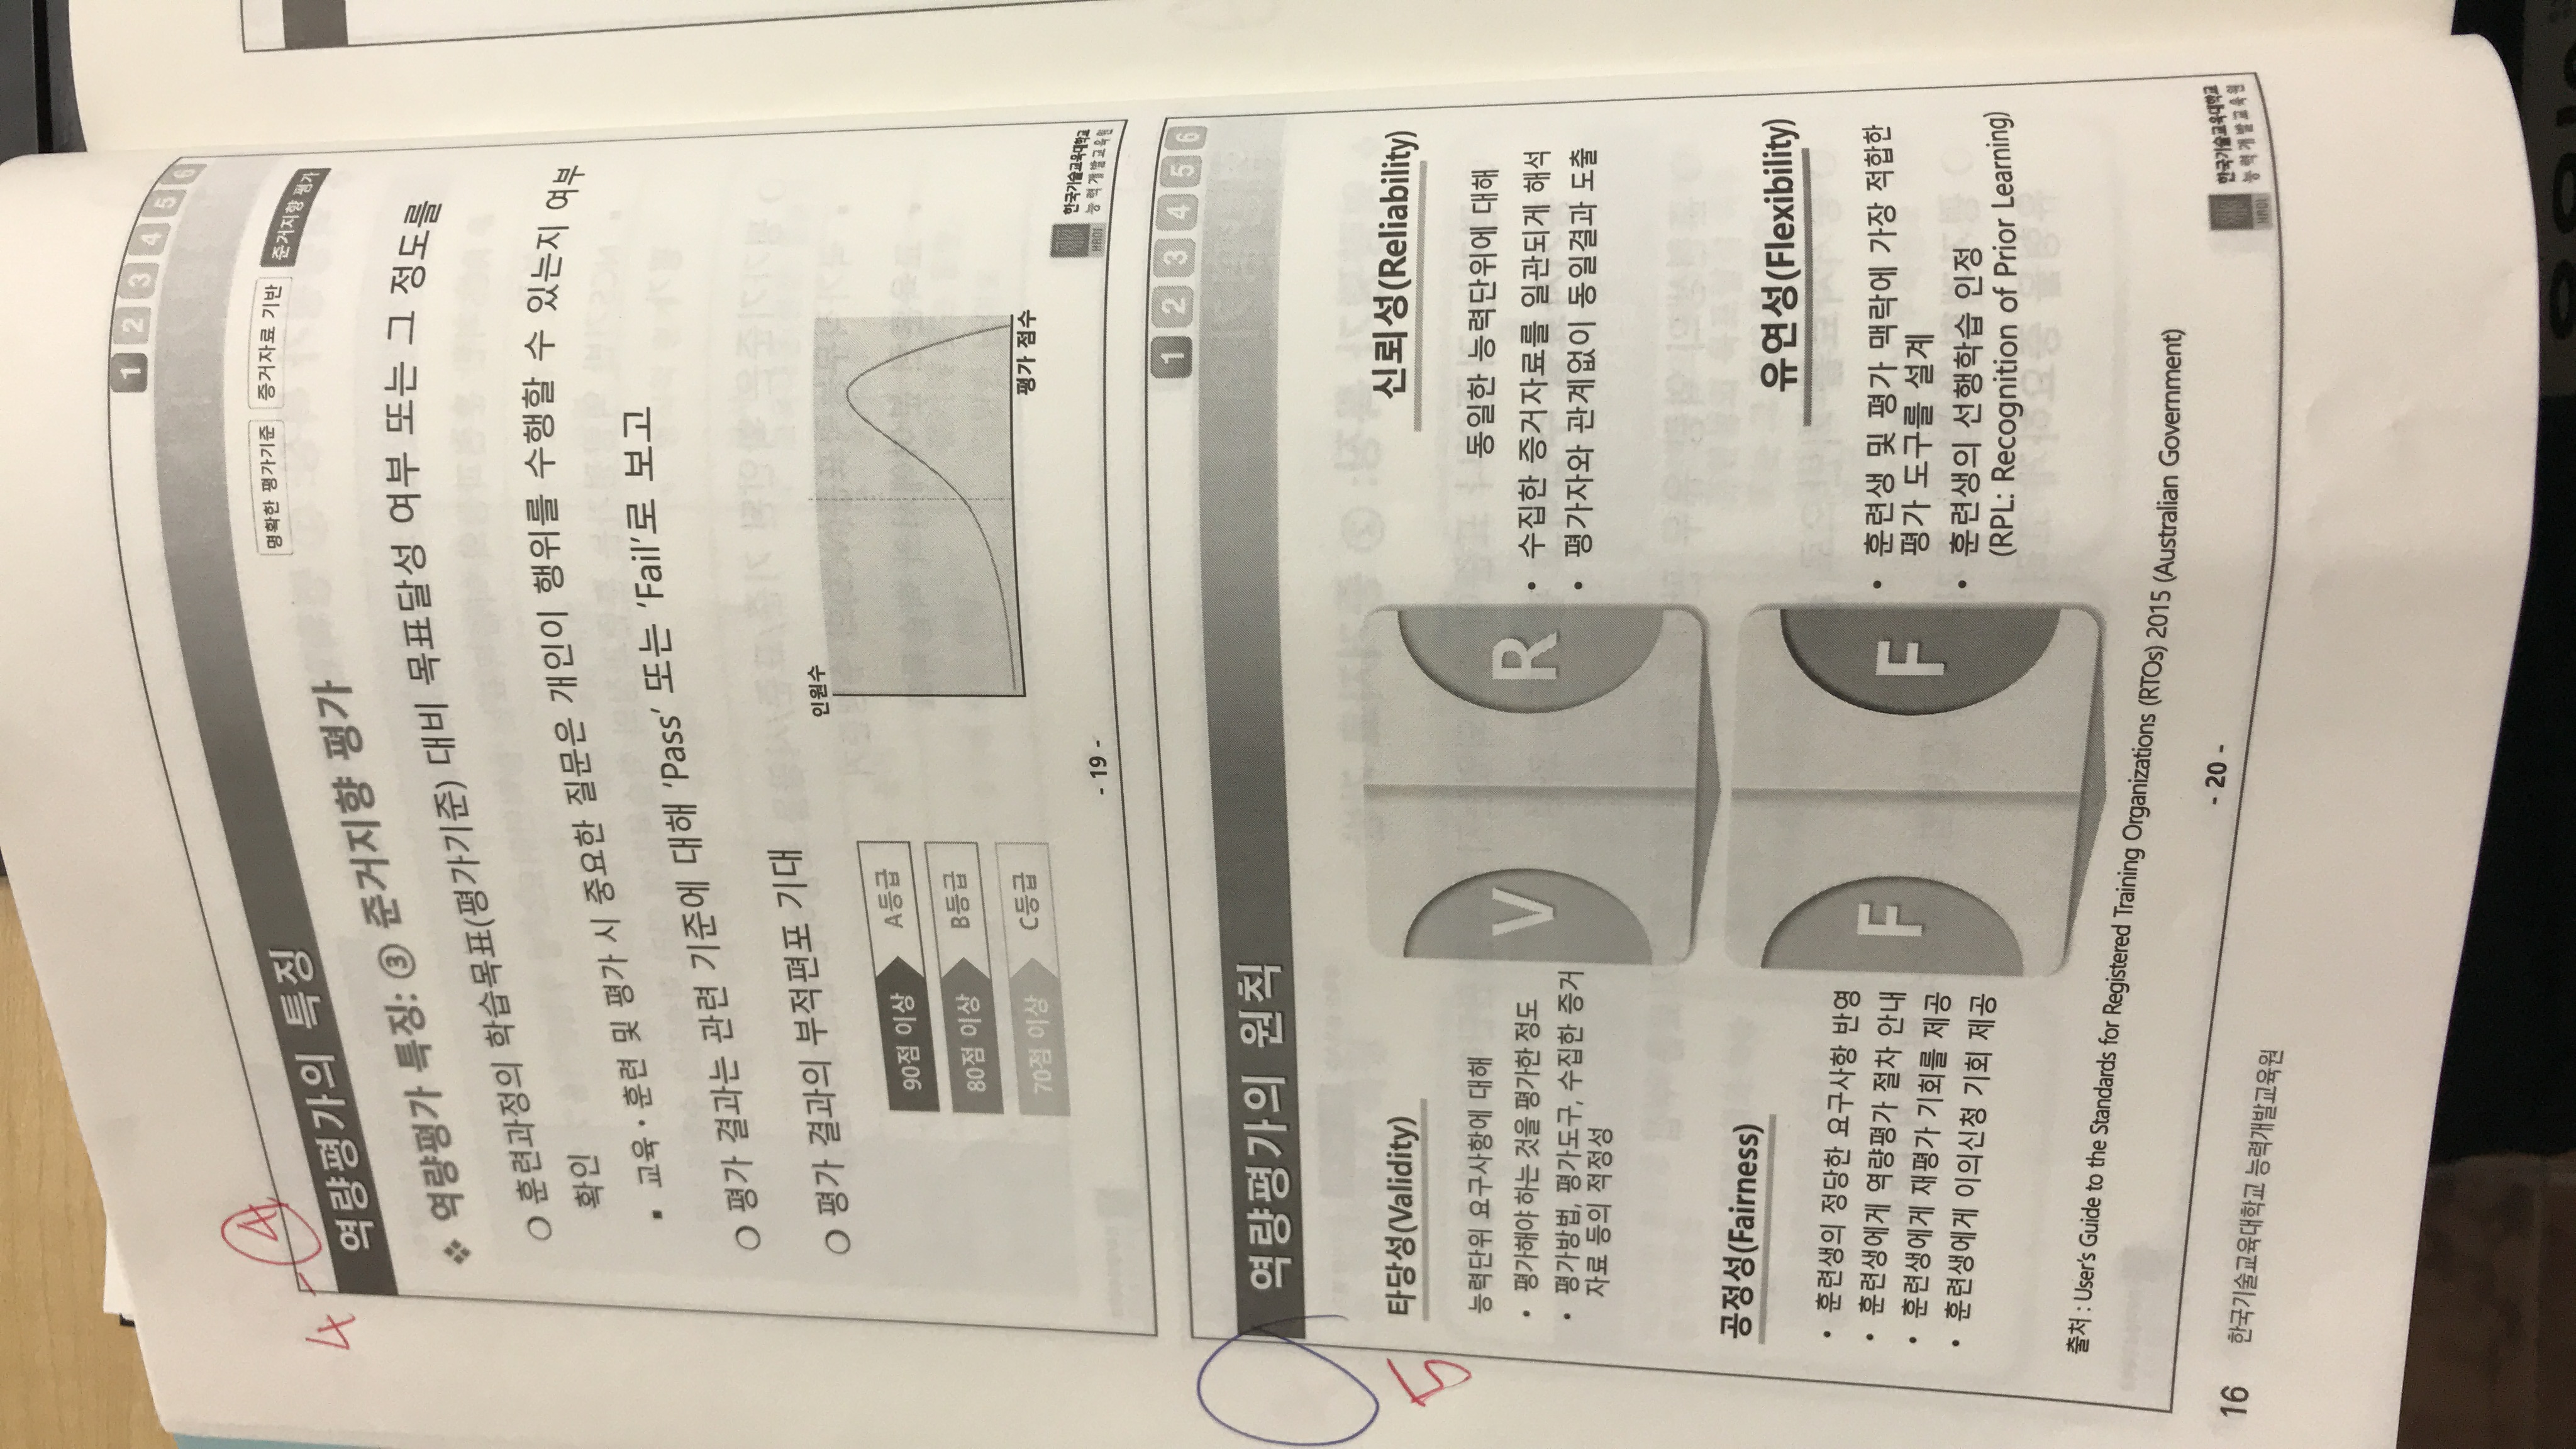 1 2 3 4 5 6
4 - 4
역량평가의 특징
명확한 평가기준 증거자료 기반 준거지향 평가
❖ 역량평가 특징: ③ 준거지향 평가
○ 훈련과정의 학습목표(평가기준) 대비 목표달성 여부 또는 그 정도를
확인
▪ 교육·훈련 및 평가 시 중요한 질문은 개인이 행위를 수행할 수 있는지 여부
○ 평가 결과는 관련 기준에 대해 ‘Pass’ 또는 ‘Fail’로 보고
○ 평가 결과의 부적편포 기대
90점 이상 A등급
80점 이상 B등급
70점 이상 C등급
인원수
평가 점수
- 19 -
HRDI
한국기술교육대학교
능력개발교육원
1 2 3 4 5 6
역량평가의 원칙
5
타당성(Validity)
능력단위 요구사항에 대해
• 평가해야 하는 것을 평가한 정도
• 평가방법, 평가도구, 수집한 증거
자료 등의 적정성
V
R
신뢰성(Reliability)
동일한 능력단위에 대해
• 수집한 증거자료를 일관되게 해석
• 평가자와 관계없이 동일결과 도출
공정성(Fairness)
• 훈련생의 정당한 요구사항 반영
• 훈련생에게 역량평가 절차 안내
• 훈련생에게 재평가 기회를 제공
• 훈련생에게 이의신청 기회 제공
F
F
유연성(Flexibility)
• 훈련생 및 평가 맥락에 가장 적합한
평가 도구를 설계
• 훈련생의 선행학습 인정
(RPL: Recognition of Prior Learning)
출처 : User’s Guide to the Standards for Registered Training Organizations (RTOs) 2015 (Australian Government)
- 20 -
HRDI
한국기술교육대학교
능력개발교육원
16 한국기술교육대학교 능력개발교육원